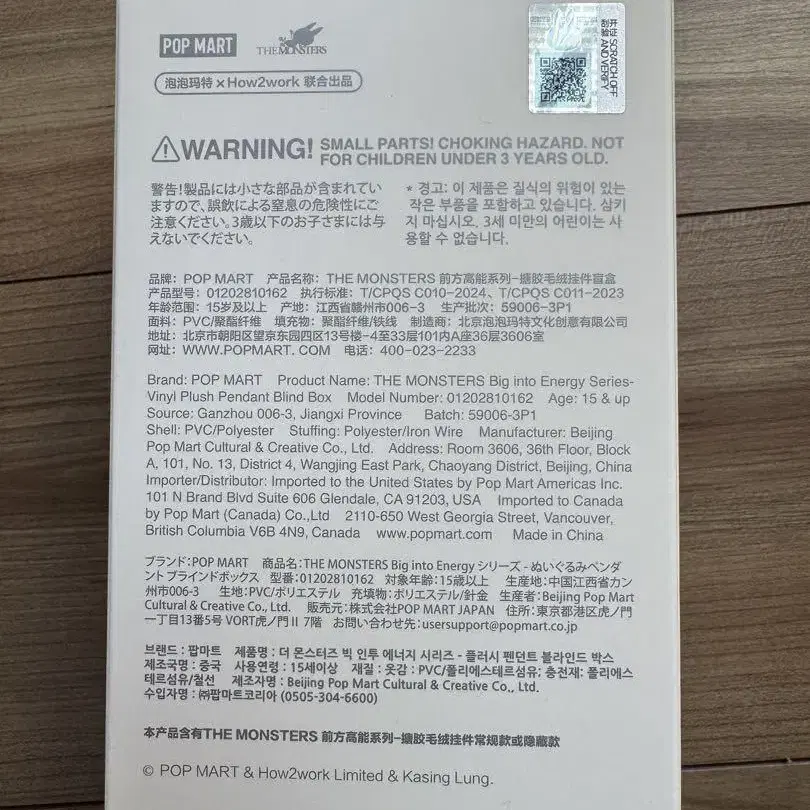 POP MART THE MONSTERS
泡泡玛特 × How2work 联合出品
开证 SCRATCH OFF
刮验 AND VERIFY
WARNING! SMALL PARTS! CHOKING HAZARD. NOT
FOR CHILDREN UNDER 3 YEARS OLD.
警告!製品には小さな部品が含まれてい
ますので、誤飲による窒息の危険性にご
注意ください。3歳以下のお子さまには与
えないでください。
* 경고: 이 제품은 질식의 위험이 있는
작은 부품을 포함하고 있습니다. 삼키
지 마십시오. 3세 미만의 어린이는 사
용할 수 없습니다.
品牌: POP MART 产品名称: THE MONSTERS 前方高能系列-搪胶毛绒挂件盲盒
产品型号: 01202810162 执行标准: T/CPQS C010-2024、T/CPQS C011-2023
年龄范围: 15岁及以上 产地: 江西省赣州市006-3 生产批次: 59006-3P1
面料: PVC/聚酯纤维 填充物: 聚酯纤维/铁线 制造商: 北京泡泡玛特文化创意有限公司
地址: 北京市朝阳区望京东园四区13号楼-4至33层101内A座36层3606室
网址: WWW.POPMART. COM 电话: 400-023-2233
Brand: POP MART Product Name: THE MONSTERS Big into Energy Series-
Vinyl Plush Pendant Blind Box Model Number: 01202810162 Age: 15 & up
Source: Ganzhou 006-3, Jiangxi Province Batch: 59006-3P1
Shell: PVC/Polyester Stuffing: Polyester/Iron Wire Manufacturer: Beijing
Pop Mart Cultural & Creative Co., Ltd. Address: Room 3606, 36th Floor, Block
A, 101, No. 13, District 4, Wangjing East Park, Chaoyang District, Beijing, China
Importer/Distributor: Imported to the United States by Pop Mart Americas Inc.
101 N Brand Blvd Suite 606 Glendale, CA 91203, USA Imported to Canada
by Pop Mart (Canada) Co.,Ltd 2110-650 West Georgia Street, Vancouver,
British Columbia V6B 4N9, Canada www.popmart.com Made in China
ブランド:POP MART 商品名:THE MONSTERS Big into Energy シリーズ - ぬいぐるみペンダ
ント ブラインドボックス 型番:01202810162 対象年齢:15歳以上 生産地:中国江西省カン
州市006-3 生地:PVC/ポリエステル 充填物:ポリエステル/針金 生産者:Beijing Pop Mart
Cultural & Creative Co., Ltd. 販売元:株式会社POP MART JAPAN 住所:東京都港区虎ノ門
一丁目13番5号 VORT虎ノ門 II 7階 お問い合わせ先:usersupport@popmart.co.jp
브랜드 : 팝마트 제품명 : 더 몬스터즈 빅 인투 에너지 시리즈 - 플러시 펜던트 블라인드 박스
제조국명 : 중국 사용연령 : 15세이상 재질 : 옷감 : PVC/폴리에스테르섬유; 충전재: 폴리에스
테르섬유/철선 제조자명 : Beijing Pop Mart Cultural & Creative Co., Ltd.
수입자명 : ㈜팝마트코리아 (0505-304-6600)
本产品含有THE MONSTERS 前方高能系列-搪胶毛绒挂件常规款或隐藏款
© POP MART & How2work Limited & Kasing Lung.